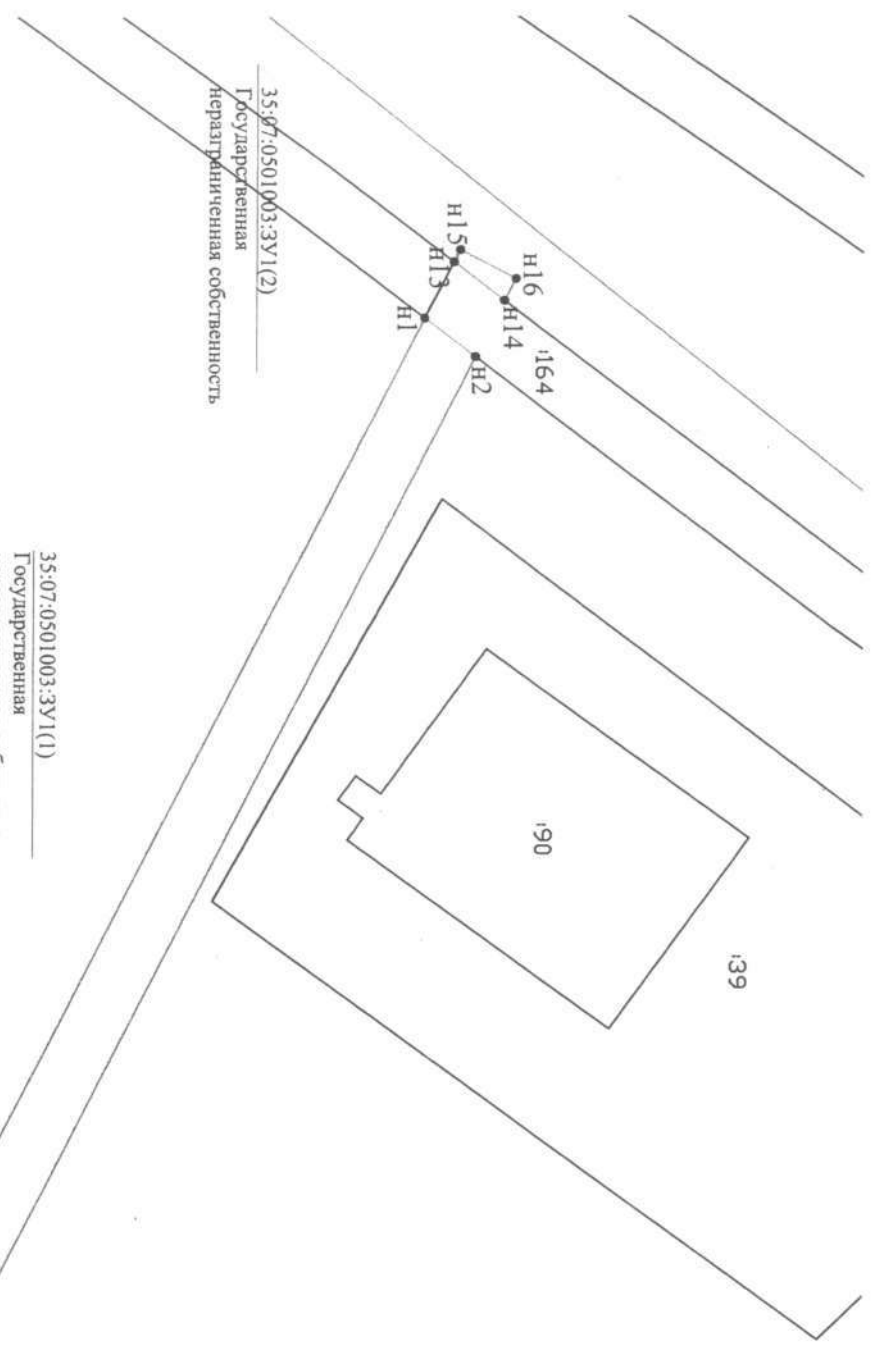 35:07:0501003:ЗУ1(2)
Государственная
неразграниченная собственность
н15
н13
н16
н14
:164
н1
н2
:90
:39
35:07:0501003:ЗУ1(1)
Государственная